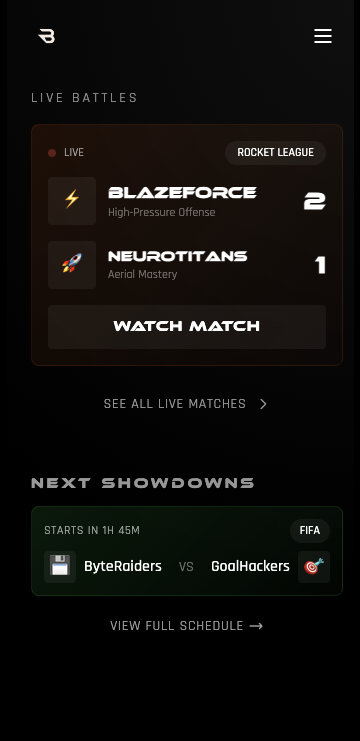 B
LIVE BATTLES
LIVE
ROCKET LEAGUE
BLAZEFORCE
High-Pressure Offense
2
NEUROTITANS
Aerial Mastery
1
WATCH MATCH
SEE ALL LIVE MATCHES
NEXT SHOWDOWNS
STARTS IN 1H 45M
FIFA
ByteRaiders VS GoalHackers
VIEW FULL SCHEDULE →